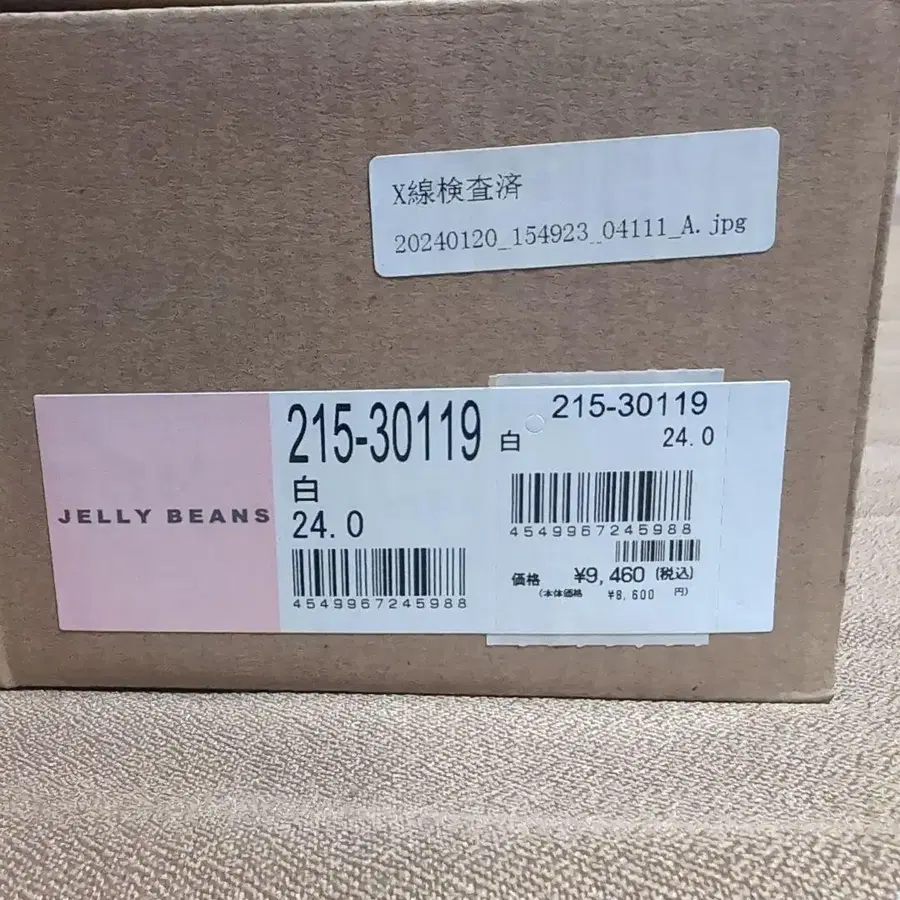 X線検査済
20240120_154923_04111_A.jpg
JELLY BEANS
215-30119
白
24.0
4549967245988
215-30119
白 24.0
4549967245988
価格 ¥9,460 (税込)
(本体価格 ¥8,600 円)